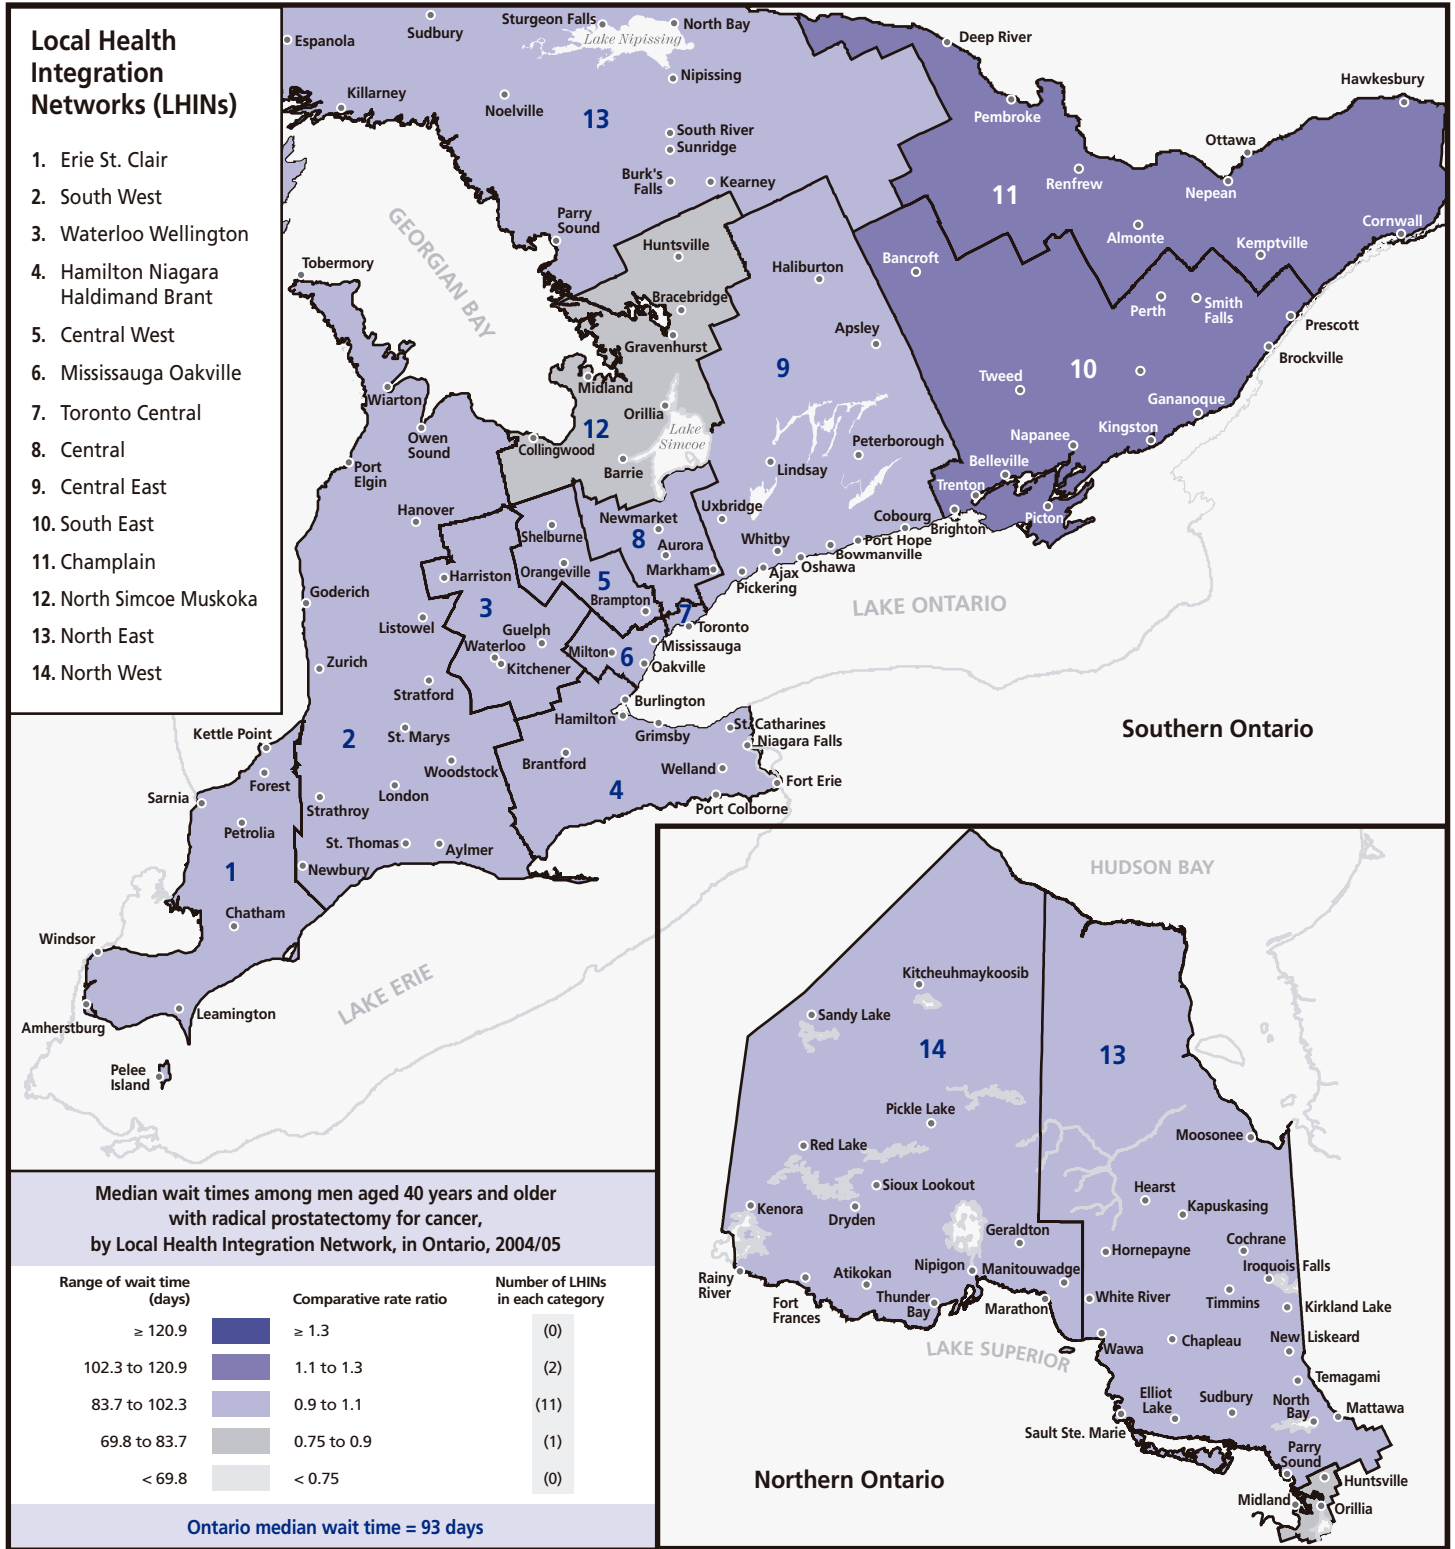 Local Health
Integration
Networks (LHINs)
1. Erie St. Clair
2. South West
3. Waterloo Wellington
4. Hamilton Niagara
Haldimand Brant
5. Central West
6. Mississauga Oakville
7. Toronto Central
8. Central
9. Central East
10. South East
11. Champlain
12. North Simcoe Muskoka
13. North East
14. North West
Espanola
Sudbury
Sturgeon Falls
North Bay
Lake Nipissing
Deep River
Nipissing
Hawkesbury
Killarney
Noelville
13
Pembroke
South River
Sunridge
Ottawa
Burk's
Falls
Kearney
Renfrew
Nepean
11
Parry
Sound
Cornwall
GEORGIAN BAY
Huntsville
Almonte
Kemptville
Tobermory
Haliburton
Bancroft
Bracebridge
Perth
Smith
Falls
Prescott
Gravenhurst
Apsley
Brockville
9
10
Midland
Tweed
Wiarton
Gananoque
Orillia
12
Lake
Simcoe
Owen
Sound
Collingwood
Kingston
Napanee
Peterborough
Barrie
Lindsay
Belleville
Port
Elgin
Trenton
Hanover
Uxbridge
Newmarket
Cobourg
Brighton
Picton
Shelburne
8
Aurora
Whitby
Port Hope
Bowmanville
Oshawa
Orangeville
Markham
Ajax
Pickering
Harriston
5
Goderich
Brampton
LAKE ONTARIO
3
7
Listowel
Guelph
Toronto
Waterloo
Mississauga
Milton
6
Zurich
Kitchener
Oakville
Stratford
Burlington
Hamilton
St. Catharines
Grimsby
Southern Ontario
Kettle Point
2
St. Marys
Niagara Falls
Brantford
Welland
Woodstock
Forest
Fort Erie
4
Sarnia
London
Strathroy
Port Colborne
Petrolia
St. Thomas
Aylmer
Newbury
1
Chatham
Windsor
LAKE ERIE
Leamington
Amherstburg
Pelee
Island
HUDSON BAY
Kitcheuhmaykoosib
Sandy Lake
14
13
Pickle Lake
Moosonee
Red Lake
Sioux Lookout
Hearst
Kapuskasing
Kenora
Dryden
Geraldton
Cochrane
Hornepayne
Iroquois Falls
Nipigon
Manitouwadge
Rainy
River
Atikokan
Fort
Frances
Thunder
Bay
Marathon
White River
Timmins
Kirkland Lake
LAKE SUPERIOR
Wawa
Chapleau
New Liskeard
Temagami
Elliot
Lake
Sudbury
North
Bay
Mattawa
Sault Ste. Marie
Parry
Sound
Huntsville
Midland
Orillia
Northern Ontario
Median wait times among men aged 40 years and older
with radical prostatectomy for cancer,
by Local Health Integration Network, in Ontario, 2004/05
Range of wait time
(days)
Comparative rate ratio
Number of LHINs
in each category
≥ 120.9 ≥ 1.3 (0)
102.3 to 120.9 1.1 to 1.3 (2)
83.7 to 102.3 0.9 to 1.1 (11)
69.8 to 83.7 0.75 to 0.9 (1)
< 69.8 < 0.75 (0)
Ontario median wait time = 93 days